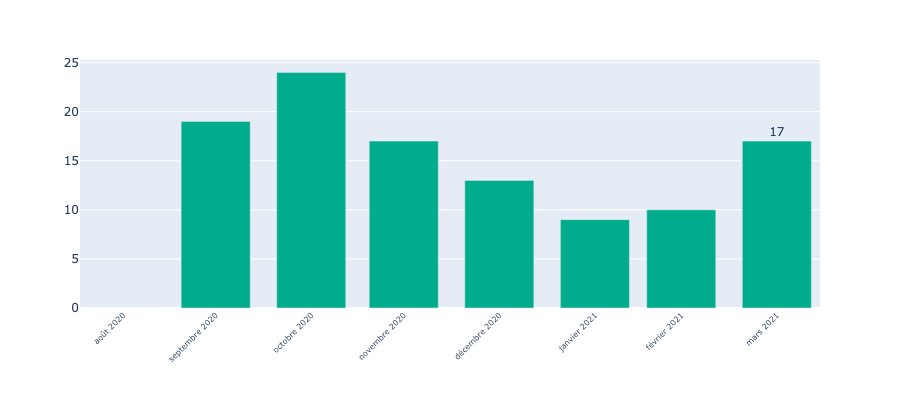 25
20
15
10
5
0
17
août 2020
septembre 2020
octobre 2020
novembre 2020
décembre 2020
janvier 2021
février 2021
mars 2021